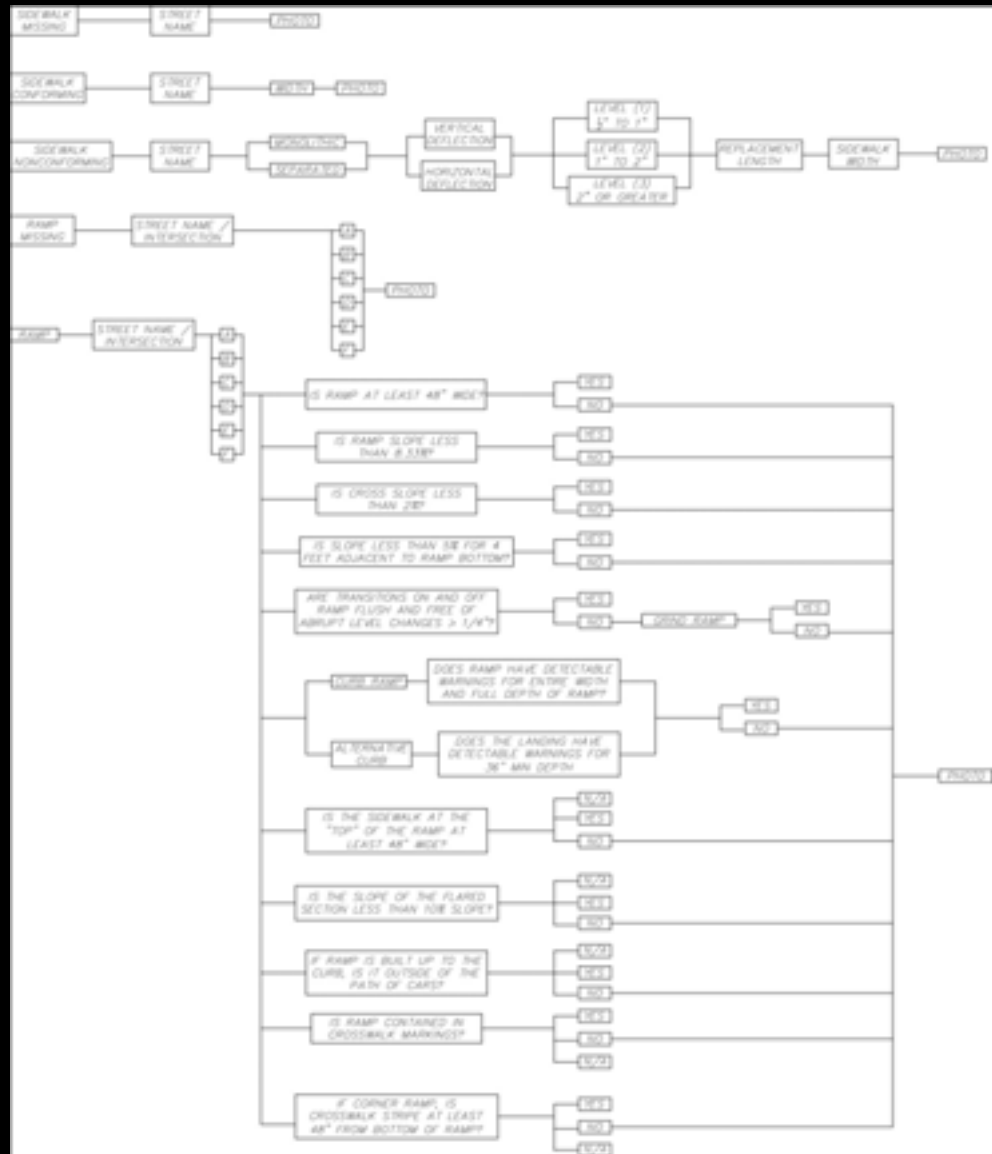 SIDEWALK
MISSING
STREET
NAME
PHOTO
SIDEWALK
CONFORMING
STREET
NAME
WIDTH
PHOTO
SIDEWALK
NONCONFORMING
STREET
NAME
MONOLITHIC
SEPARATED
VERTICAL
DEFLECTION
HORIZONTAL
DEFLECTION
LEVEL (1)
½" TO 1"
LEVEL (2)
1" TO 2"
LEVEL (3)
2" OR GREATER
REPLACEMENT
LENGTH
SIDEWALK
WIDTH
PHOTO
RAMP
MISSING
STREET NAME /
INTERSECTION
A
B
C
D
E
F
PHOTO
RAMP
STREET NAME /
INTERSECTION
A
B
C
D
E
F
IS RAMP AT LEAST 48" WIDE?
YES
NO
IS RAMP SLOPE LESS
THAN 8.33%?
YES
NO
IS CROSS SLOPE LESS
THAN 2%?
YES
NO
IS SLOPE LESS THAN 5% FOR 4
FEET ADJACENT TO RAMP BOTTOM?
YES
NO
ARE TRANSITIONS ON AND OFF
RAMP FLUSH AND FREE OF
ABRUPT LEVEL CHANGES > 1/4"?
YES
NO
GRIND RAMP
YES
NO
CURB RAMP
DOES RAMP HAVE DETECTABLE
WARNINGS FOR ENTIRE WIDTH
AND FULL DEPTH OF RAMP?
ALTERNATIVE
CURB
DOES THE LANDING HAVE
DETECTABLE WARNINGS FOR
36" MIN DEPTH
YES
NO
PHOTO
IS THE SIDEWALK AT THE
"TOP" OF THE RAMP AT
LEAST 48" WIDE?
N/A
YES
NO
IS THE SLOPE OF THE FLARED
SECTION LESS THAN 10% SLOPE?
N/A
YES
NO
IF RAMP IS BUILT UP TO THE
CURB, IS IT OUTSIDE OF THE
PATH OF CARS?
N/A
YES
NO
IS RAMP CONTAINED IN
CROSSWALK MARKINGS?
YES
NO
N/A
IF CORNER RAMP, IS
CROSSWALK STRIPE AT LEAST
48" FROM BOTTOM OF RAMP?
YES
NO
N/A